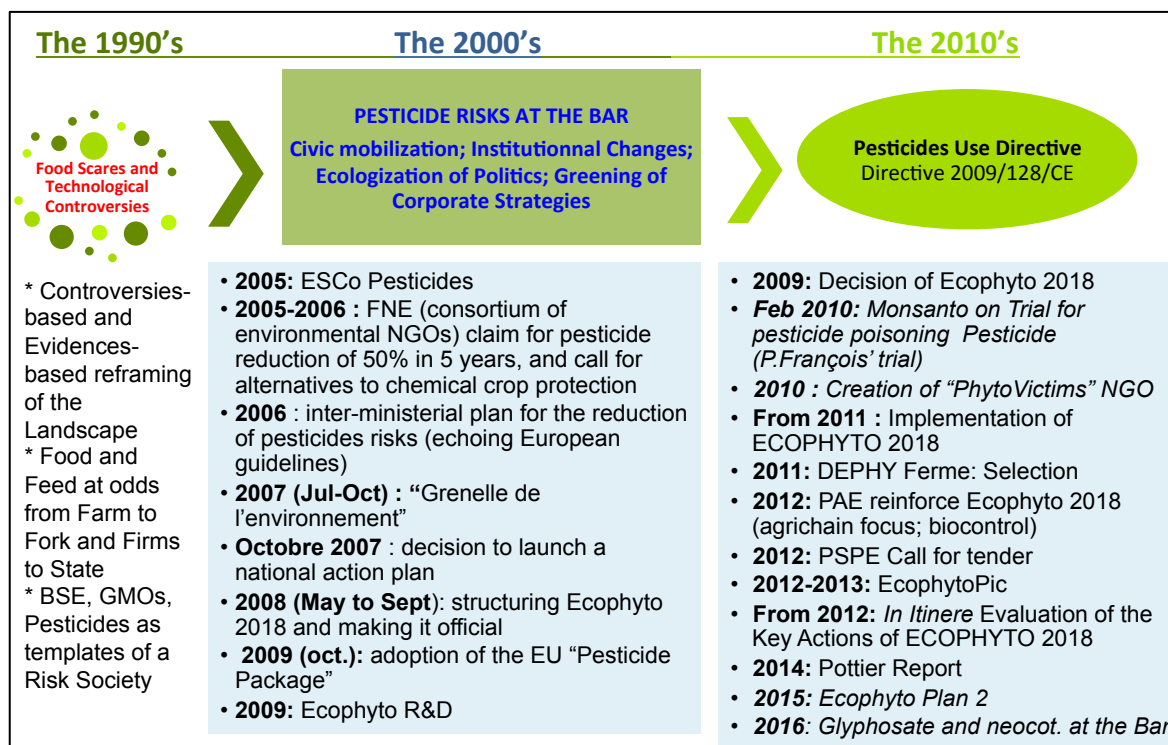 The 1990's
The 2000's
The 2010's
Food Scares and
Technological
Controversies
PESTICIDE RISKS AT THE BAR
Civic mobilization; Institutionnal Changes;
Ecologization of Politics; Greening of
Corporate Strategies
Pesticides Use Directive
Directive 2009/128/CE
* Controversies-
based and
Evidences-
based reframing
of the
Landscape
* Food and
Feed at odds
from Farm to
Fork and Firms
to State
* BSE, GMOs,
Pesticides as
templates of a
Risk Society
• 2005: ESCo Pesticides
• 2005-2006 : FNE (consortium of
environmental NGOs) claim for pesticide
reduction of 50% in 5 years, and call for
alternatives to chemical crop protection
• 2006 : inter-ministerial plan for the reduction
of pesticides risks (echoing European
guidelines)
• 2007 (Jul-Oct) : “Grenelle de
l’environnement”
• Octobre 2007 : decision to launch a
national action plan
• 2008 (May to Sept): structuring Ecophyto
2018 and making it official
• 2009 (oct.): adoption of the EU “Pesticide
Package”
• 2009: Ecophyto R&D
• 2009: Decision of Ecophyto 2018
• Feb 2010: Monsanto on Trial for
pesticide poisoning Pesticide
(P.François’ trial)
• 2010 : Creation of “PhytoVictims” NGO
• From 2011 : Implementation of
ECOPHYTO 2018
• 2011: DEPHY Ferme: Selection
• 2012: PAE reinforce Ecophyto 2018
(agrichain focus; biocontrol)
• 2012: PSPE Call for tender
• 2012-2013: EcophytoPic
• From 2012: In Itinere Evaluation of the
Key Actions of ECOPHYTO 2018
• 2014: Pottier Report
• 2015: Ecophyto Plan 2
• 2016: Glyphosate and neocot. at the Bar